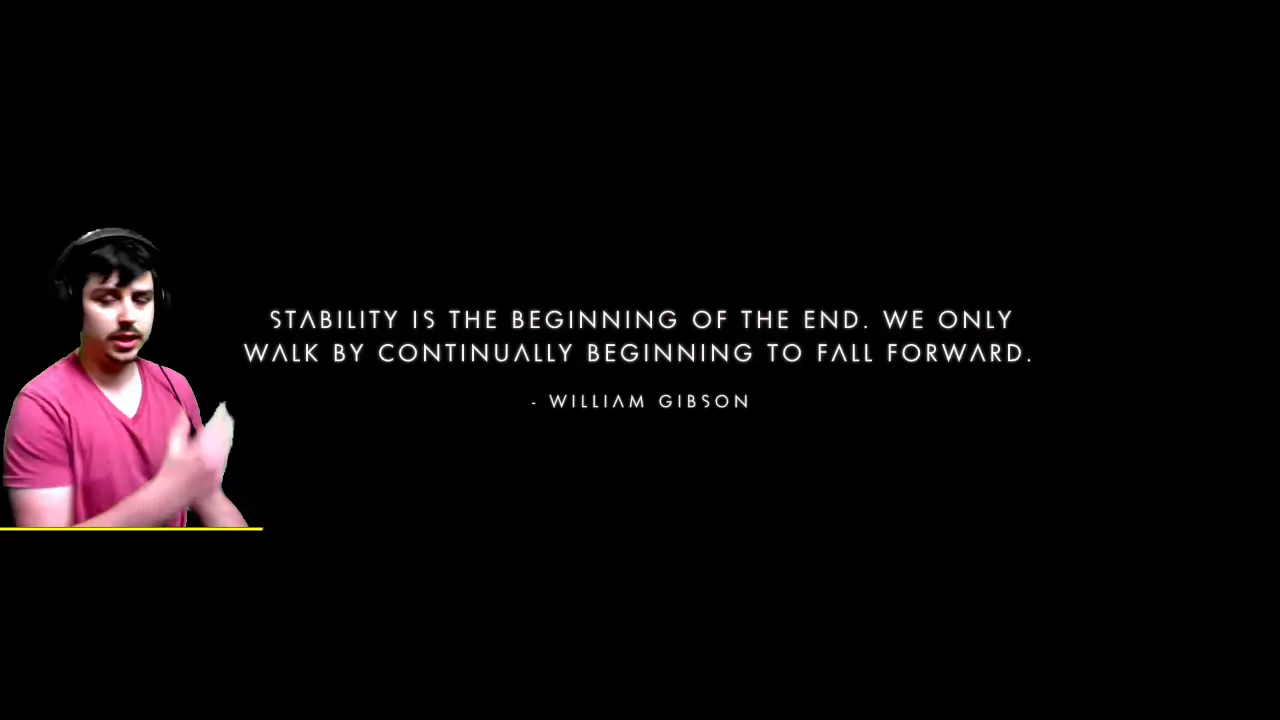 STABILITY IS THE BEGINNING OF THE END. WE ONLY
WALK BY CONTINUALLY BEGINNING TO FALL FORWARD.
- WILLIAM GIBSON